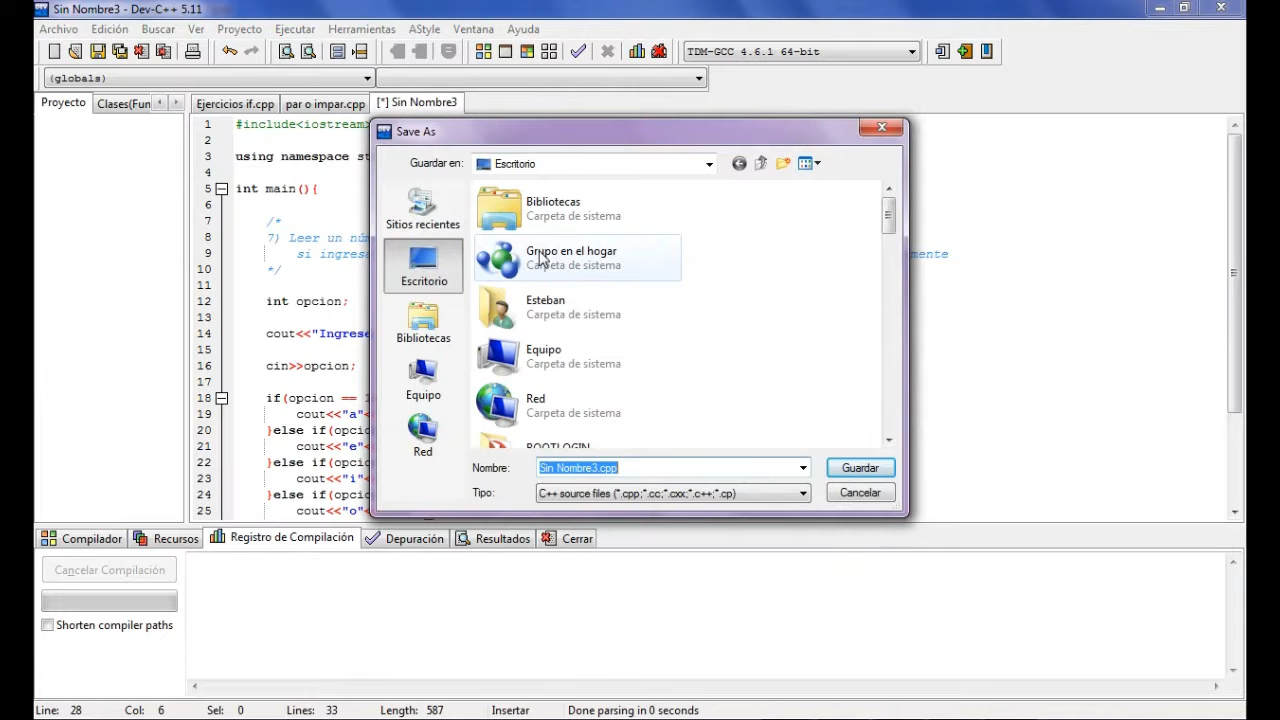 Sin Nombre3 - Dev-C++ 5.11
Archivo Edición Buscar Ver Proyecto Ejecutar Herramientas AStyle Ventana Ayuda
TDM-GCC 4.6.1 64-bit
(globals)
Proyecto Clases(Fun Ejercicios if.cpp par o impar.cpp [*] Sin Nombre3
1 #include<iostream>
2
3 using namespace st
4
5 int main(){
6
7 /*
8 7) Leer un núm
9 si ingresa mente
10 */
11
12 int opcion;
13
14 cout<<"Ingrese
15
16 cin>>opcion;
17
18 if(opcion == 1
19 cout<<"a"<
20 }else if(opcio
21 cout<<"e"<
22 }else if(opcio
23 cout<<"i"<
24 }else if(opcio
25 cout<<"o"<
Save As
Guardar en: Escritorio
Sitios recientes
Escritorio
Bibliotecas
Equipo
Red
Bibliotecas
Carpeta de sistema
Grupo en el hogar
Carpeta de sistema
Esteban
Carpeta de sistema
Equipo
Carpeta de sistema
Red
Carpeta de sistema
BOOTLOGIN
Nombre: Sin Nombre3.cpp Guardar
Tipo: C++ source files (*.cpp;*.cc;*.cxx;*.c++;*.cp) Cancelar
Compilador Recursos Registro de Compilación Depuración Resultados Cerrar
Cancelar Compilación
Shorten compiler paths
Line: 28 Col: 6 Sel: 0 Lines: 33 Length: 587 Insertar Done parsing in 0 seconds